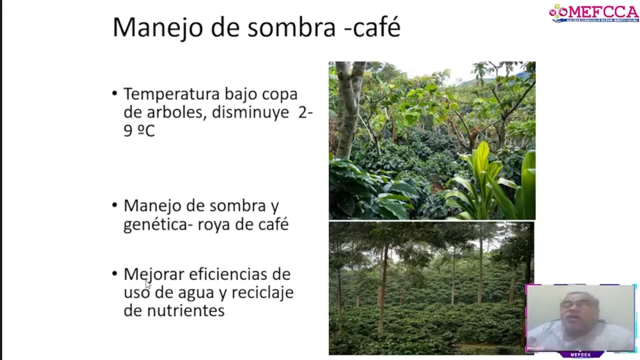 MEFCCA
Manejo de sombra -café
• Temperatura bajo copa
de arboles, disminuye 2-
9 ºC
• Manejo de sombra y
genética- roya de café
• Mejorar eficiencias de
uso de agua y reciclaje
de nutrientes
MEFCCA